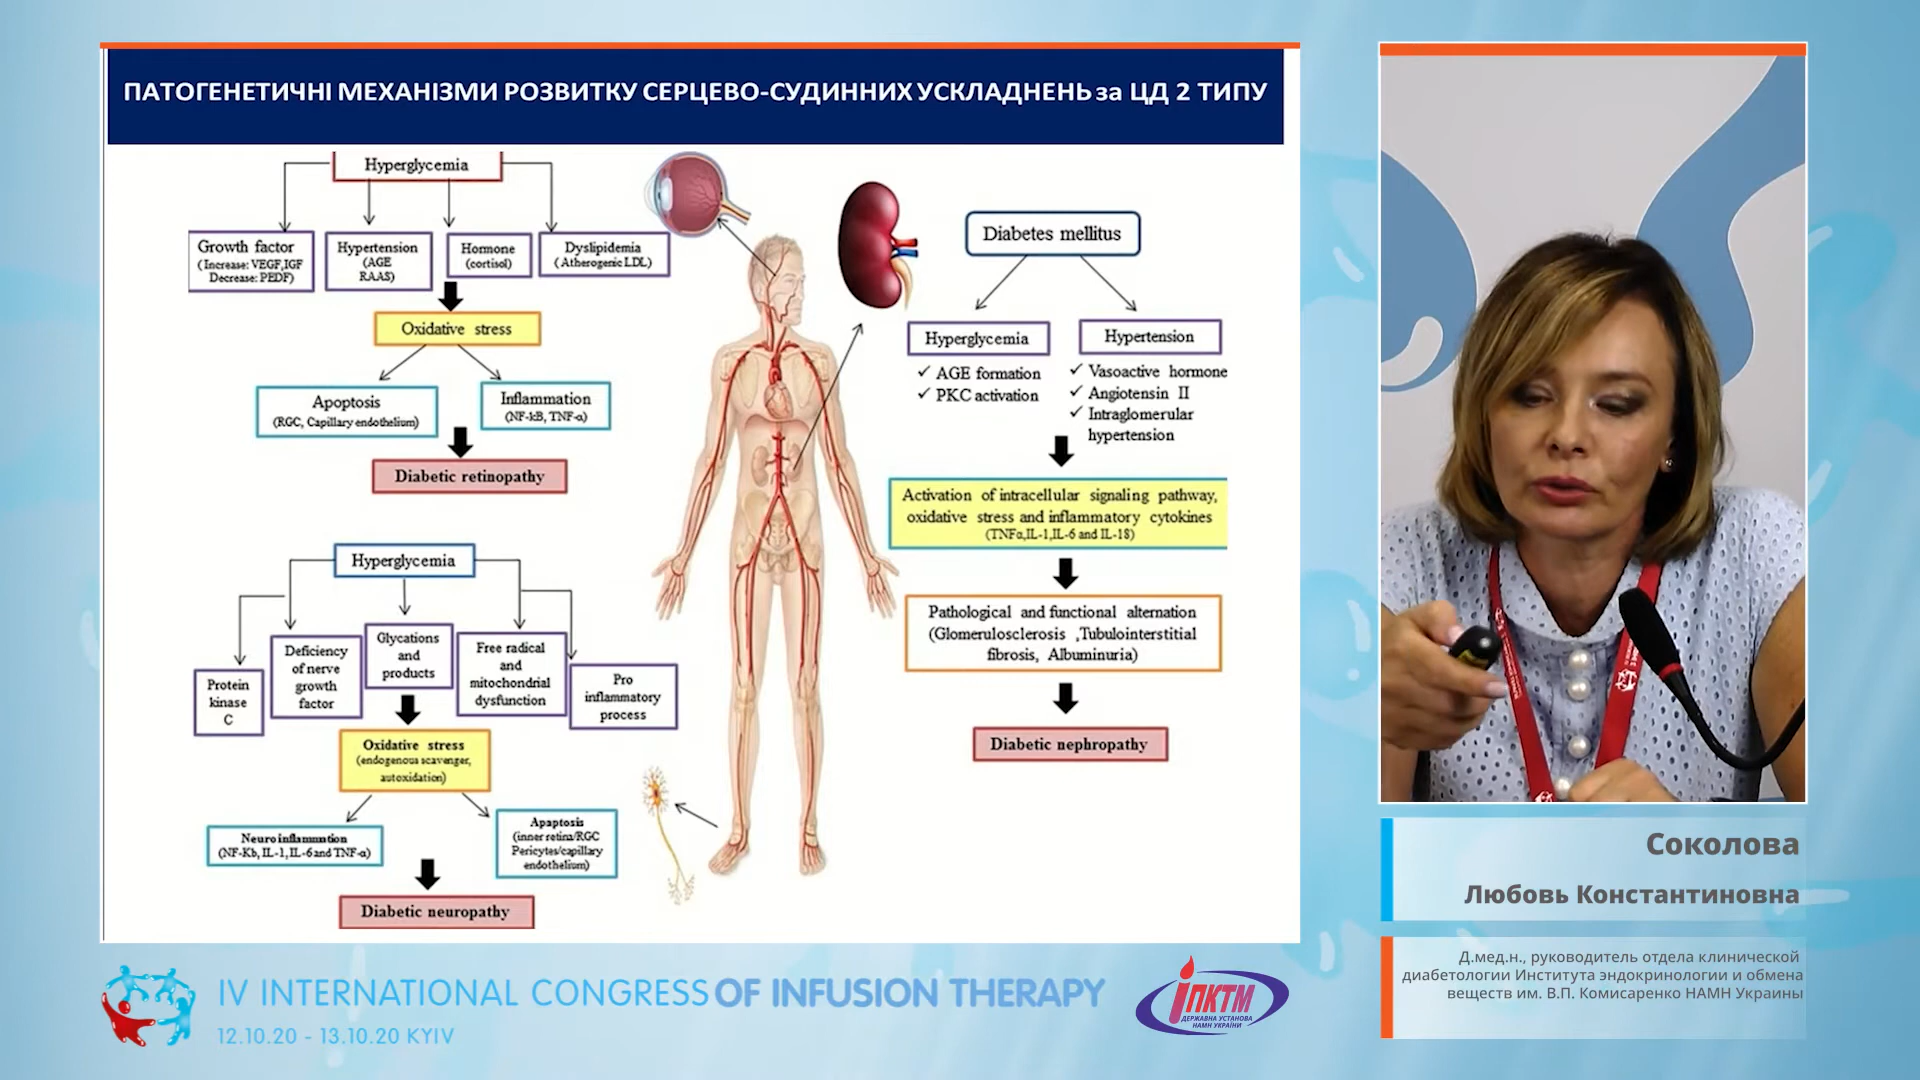 ПАТОГЕНЕТИЧНІ МЕХАНІЗМИ РОЗВИТКУ СЕРЦЕВО-СУДИННИХ УСКЛАДНЕНЬ за ЦД 2 ТИПУ
Hyperglycemia
Growth factor
(Increase: VEGF,IGF
Decrease: PEDF)
Hypertension
(AGE
RAAS)
Hormone
(cortisol)
Dyslipidemia
(Atherogenic LDL)
Oxidative stress
Apoptosis
(RGC, Capillary endothelium)
Inflammation
(NF-kB, TNF-α)
Diabetic retinopathy
Hyperglycemia
Protein
kinase
C
Deficiency
of nerve
growth
factor
Glycations
and
products
Free radical
and
mitochondrial
dysfunction
Pro
inflammatory
process
Oxidative stress
(endogenous scavenger,
autoxidation)
Neuro inflammtion
(NF-Kb, IL-1, IL-6 and TNF-α)
Apaptosis
(inner retina/RGC
Pericytes/capillary
endothelium)
Diabetic neuropathy
Diabetes mellitus
Hyperglycemia
✓ AGE formation
✓ PKC activation
Hypertension
✓ Vasoactive hormone
✓ Angiotensin II
✓ Intraglomerular
hypertension
Activation of intracellular signaling pathway,
oxidative stress and inflammatory cytokines
(TNFα,IL-1,IL-6 and IL-18)
Pathological and functional alternation
(Glomerulosclerosis ,Tubulointerstitial
fibrosis, Albuminuria)
Diabetic nephropathy
Соколова
Любовь Константиновна
Д.мед.н., руководитель отдела клинической
диабетологии Института эндокринологии и обмена
веществ им. В.П. Комисаренко НАМН Украины
IV INTERNATIONAL CONGRESS OF INFUSION THERAPY
12.10.20 - 13.10.20 KYIV
ІПКТМ
ДЕРЖАВНА УСТАНОВА
НАМН УКРАЇНИ